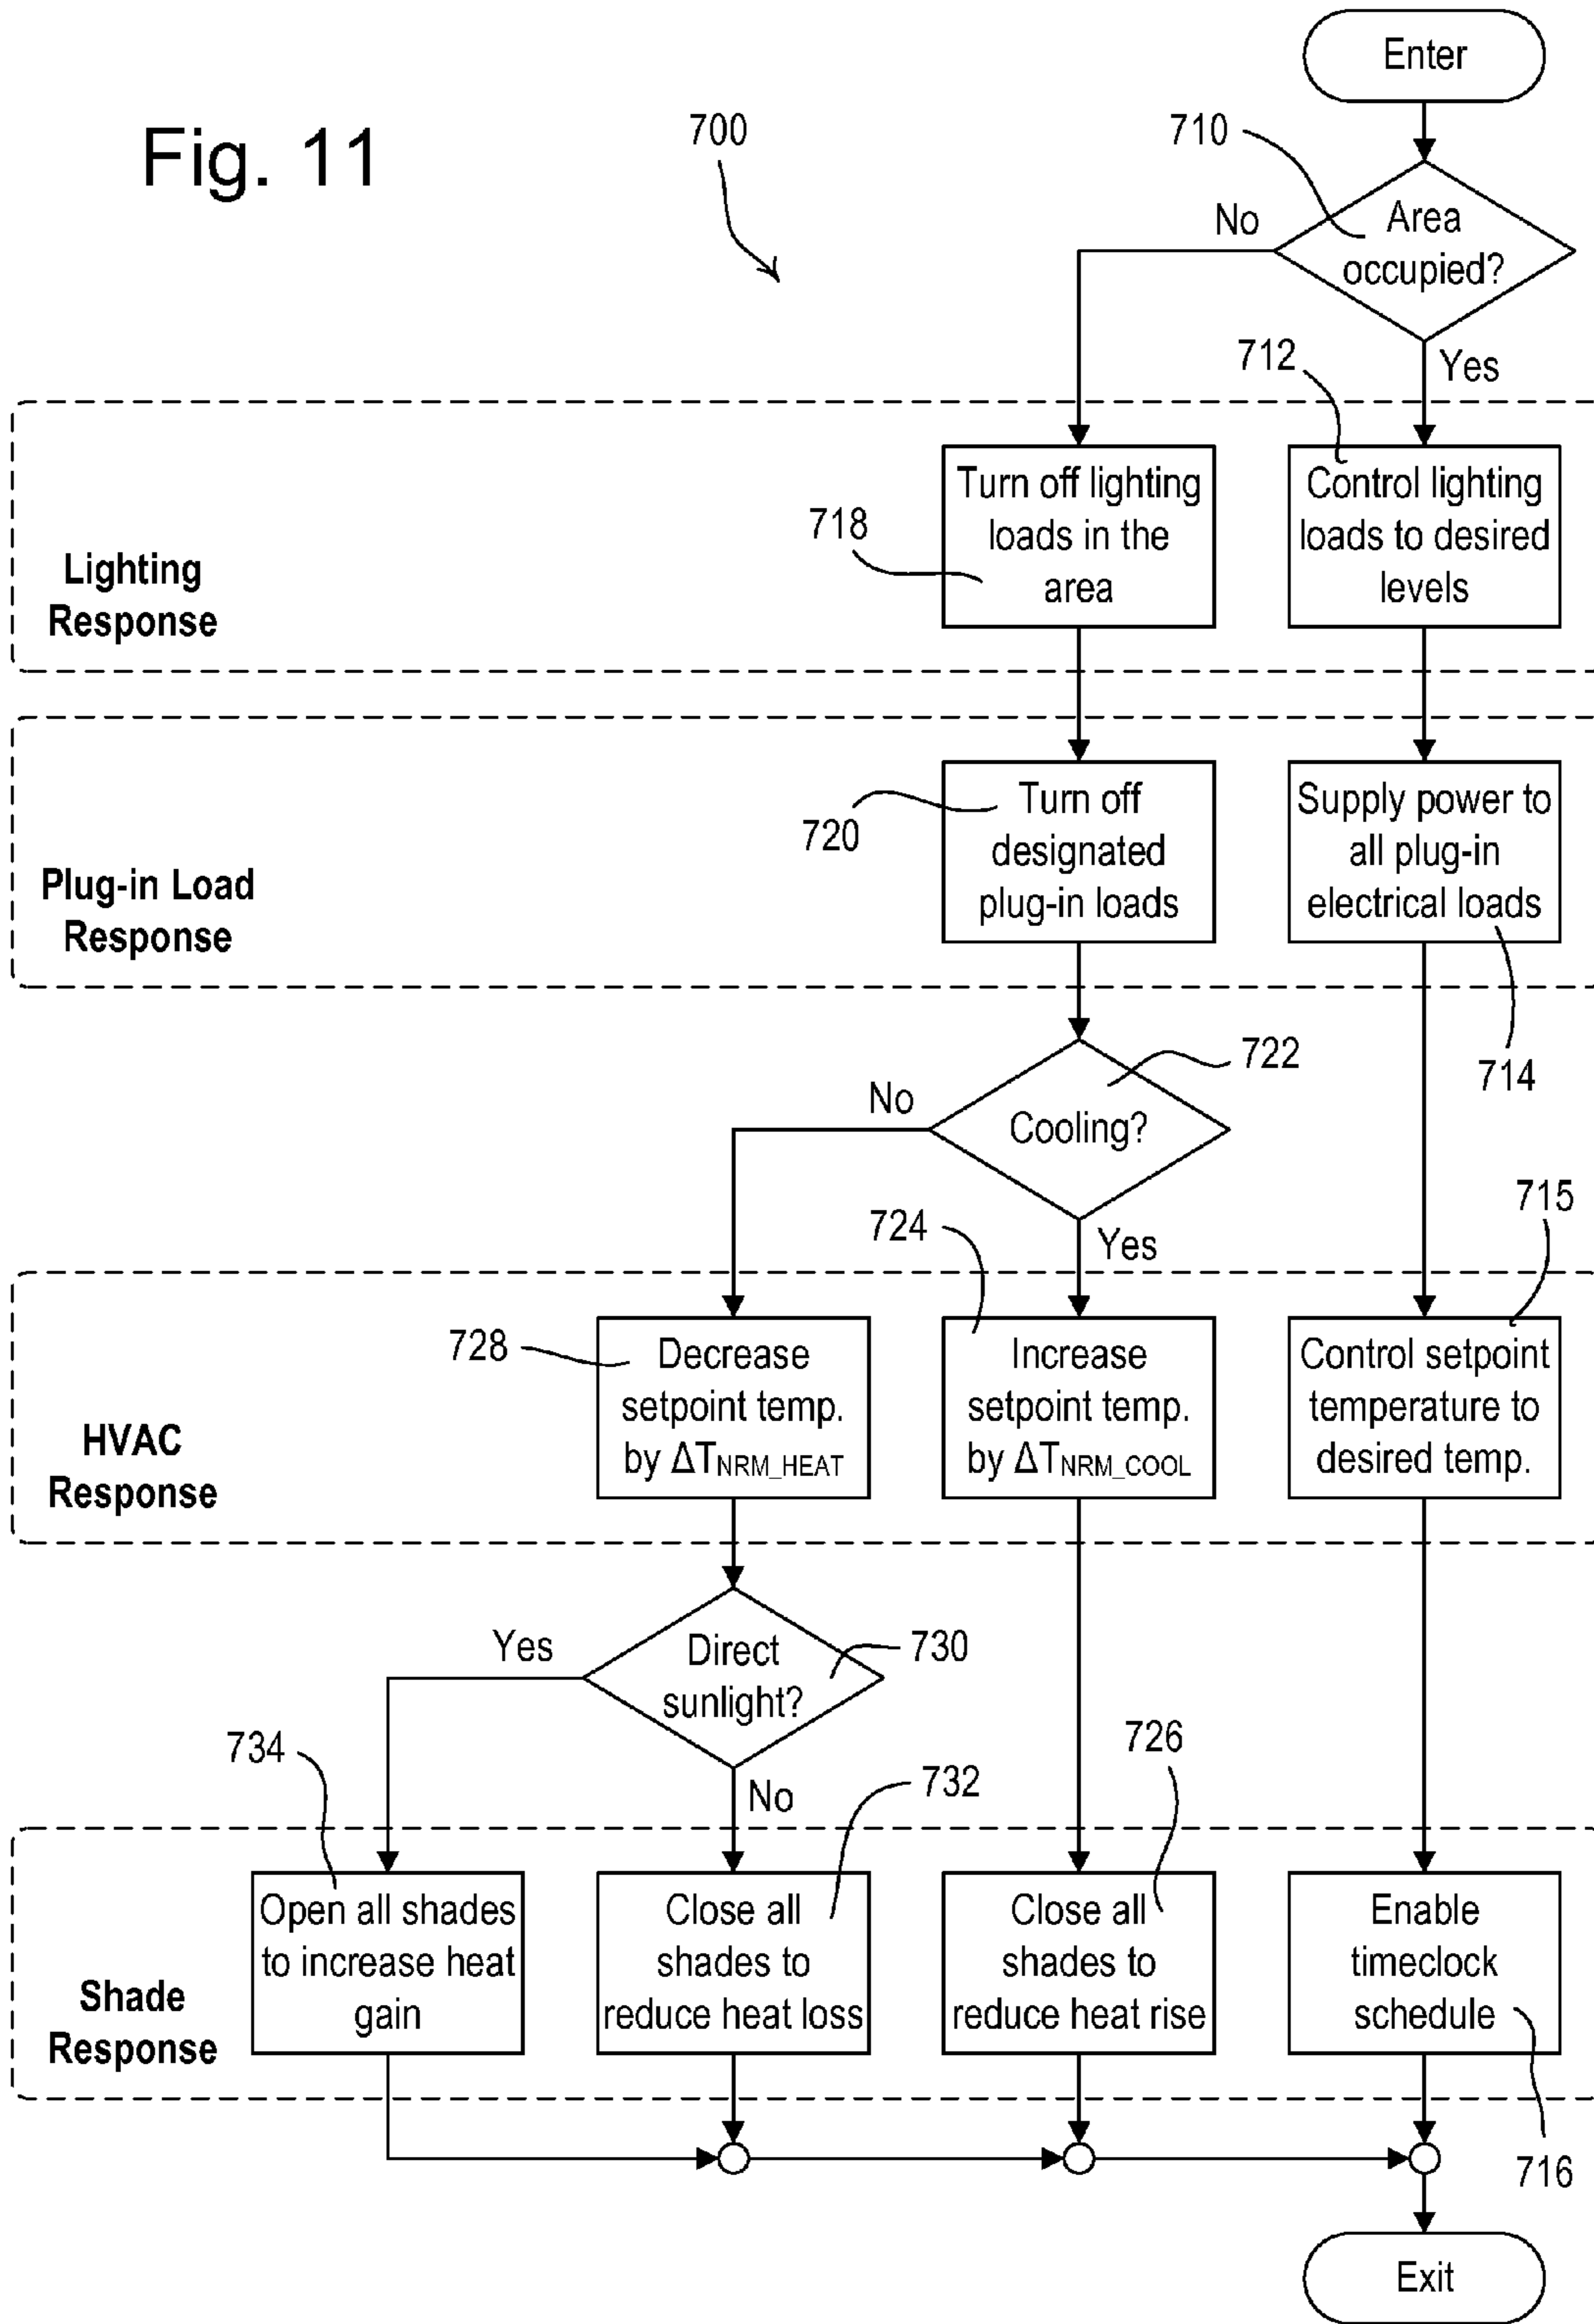 Fig. 11
700
Enter
710
Area
occupied?
No
Yes
712
Lighting
Response
718
Turn off lighting
loads in the
area
Control lighting
loads to desired
levels
Plug-in Load
Response
720
Turn off
designated
plug-in loads
Supply power to
all plug-in
electrical loads
714
722
Cooling?
No
Yes
724
715
HVAC
Response
728
Decrease
setpoint temp.
by ΔTNRM_HEAT
Increase
setpoint temp.
by ΔTNRM_COOL
Control setpoint
temperature to
desired temp.
Direct
sunlight?
730
Yes
No
734
732
726
Shade
Response
Open all shades
to increase heat
gain
Close all
shades to
reduce heat loss
Close all
shades to
reduce heat rise
Enable
timeclock
schedule
716
Exit